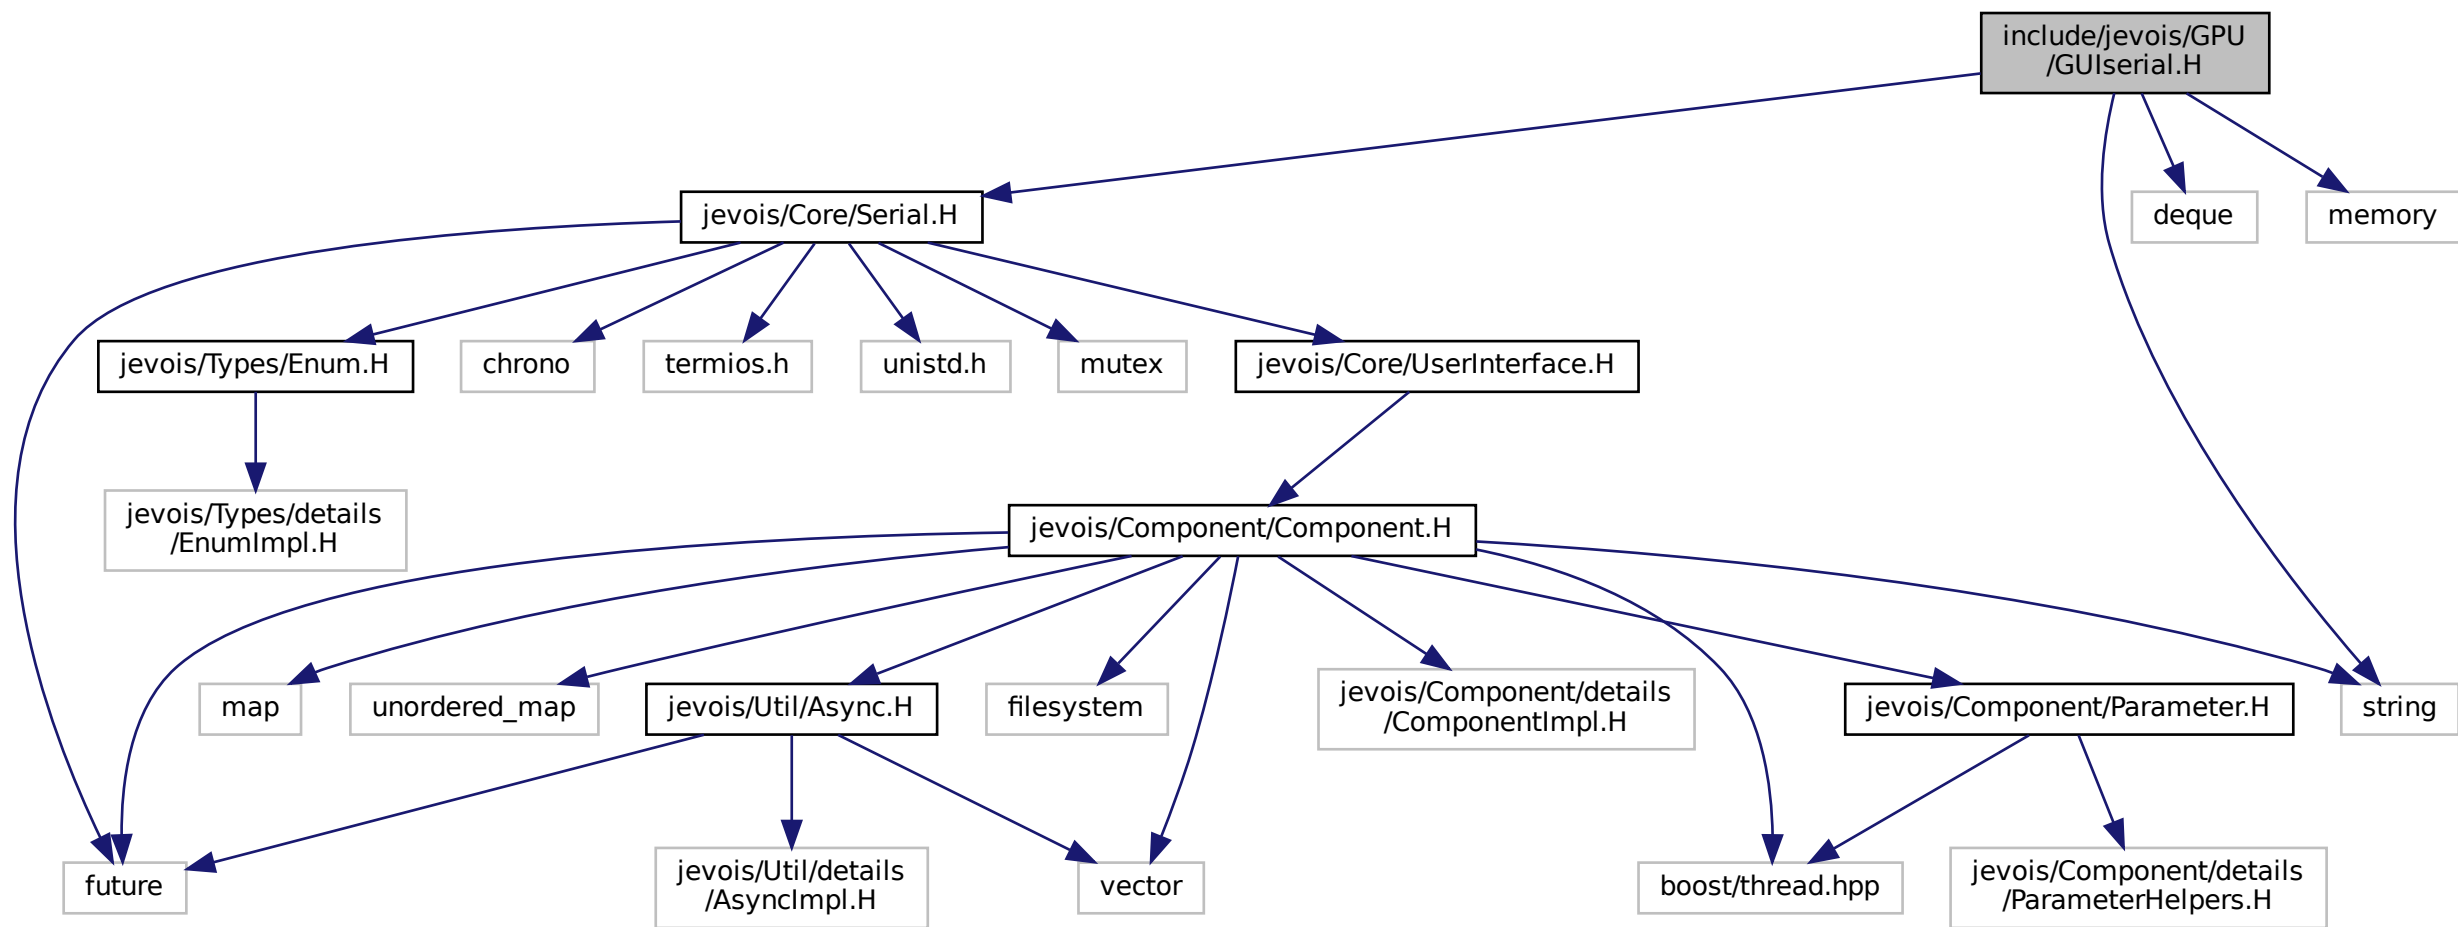 include/jevois/GPU
/GUIserial.H
jevois/Core/Serial.H
deque
memory
jevois/Types/Enum.H
chrono
termios.h
unistd.h
mutex
jevois/Core/UserInterface.H
jevois/Types/details
/EnumImpl.H
jevois/Component/Component.H
map
unordered_map
jevois/Util/Async.H
filesystem
jevois/Component/details
/ComponentImpl.H
jevois/Component/Parameter.H
string
future
jevois/Util/details
/AsyncImpl.H
vector
boost/thread.hpp
jevois/Component/details
/ParameterHelpers.H